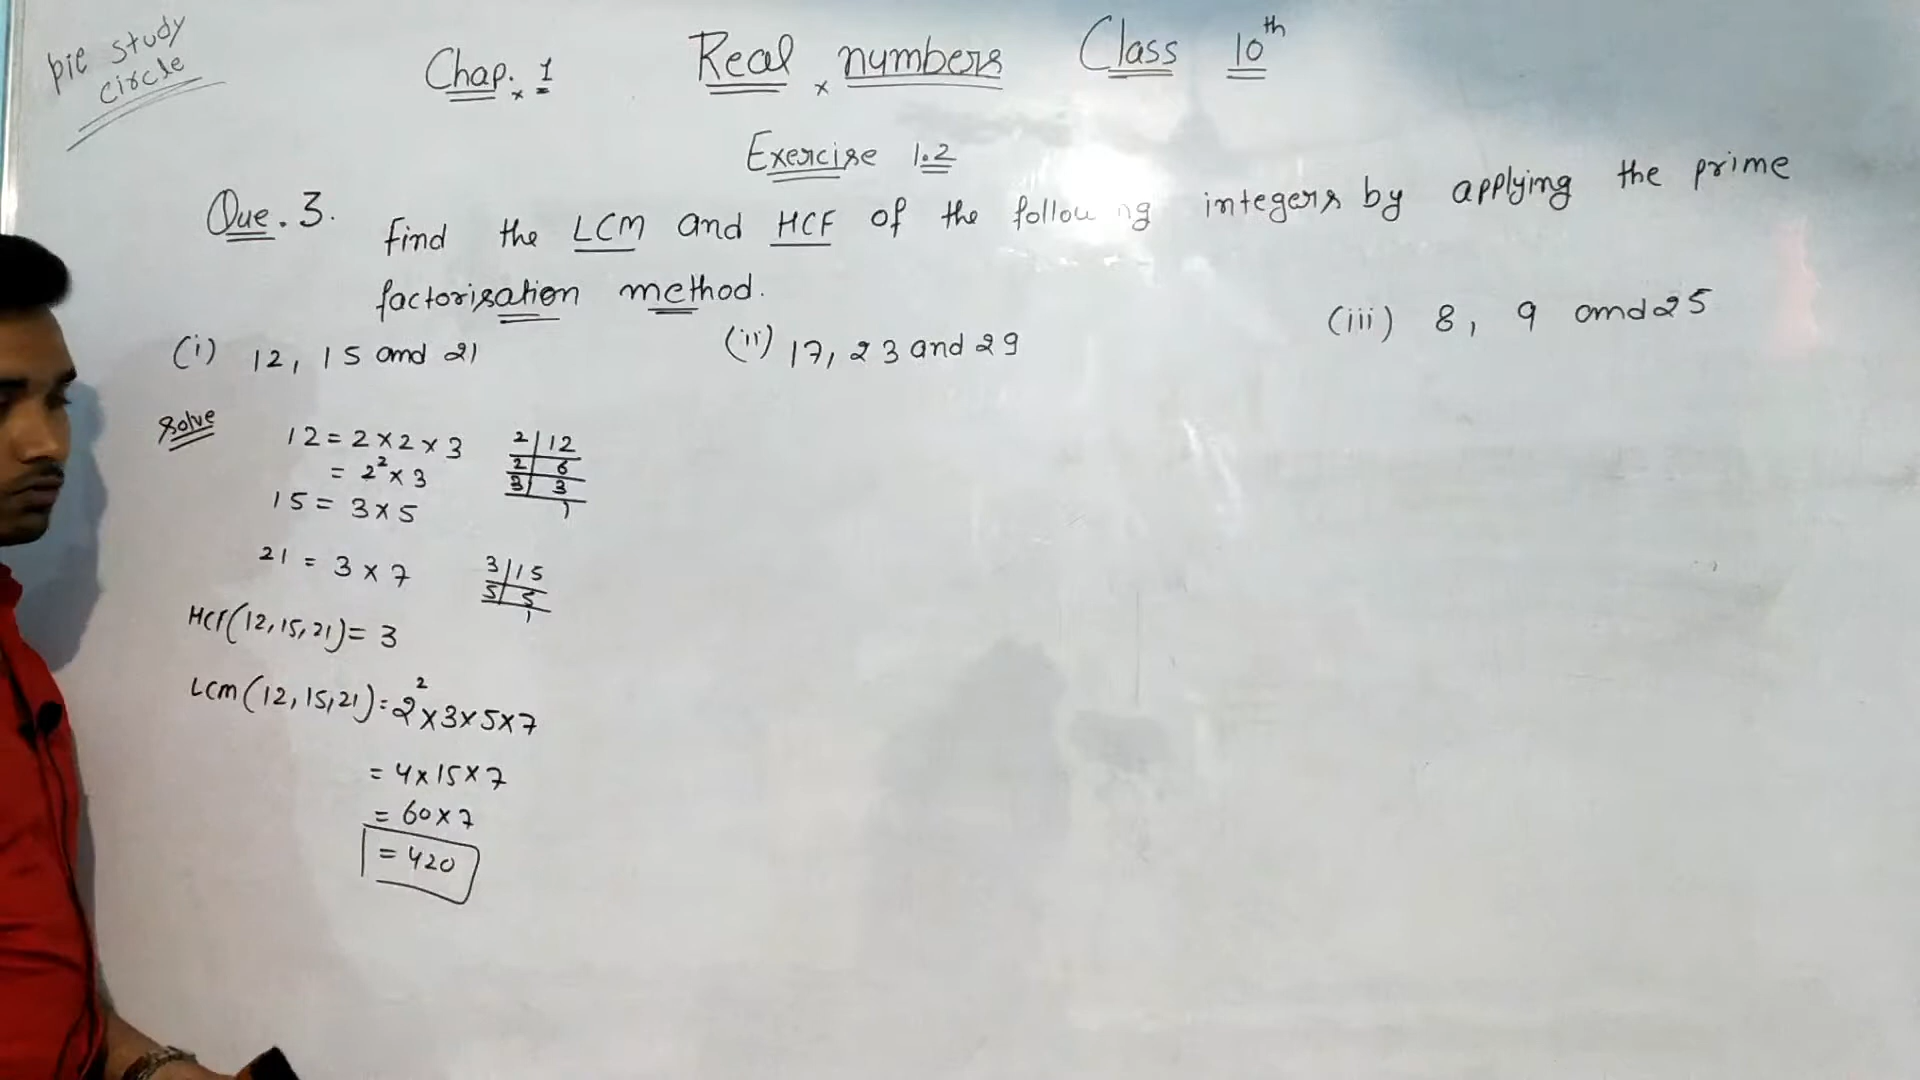 pie study
circle
Chap. 1 Real numbers Class 10th
Exercise 1.2
Que. 3. find the LCM and HCF of the following integers by applying the prime
factorisation method.
(i) 12, 15 and 21
(ii) 17, 23 and 29
(iii) 8, 9 and 25
Solve
12 = 2 × 2 × 3
= 2² × 3
15 = 3 × 5
21 = 3 × 7
2 | 12
2 | 6
3 | 3
1
3 | 15
5 | 5
1
HCF(12, 15, 21) = 3
LCM(12, 15, 21) = 2² × 3 × 5 × 7
= 4 × 15 × 7
= 60 × 7
= 420